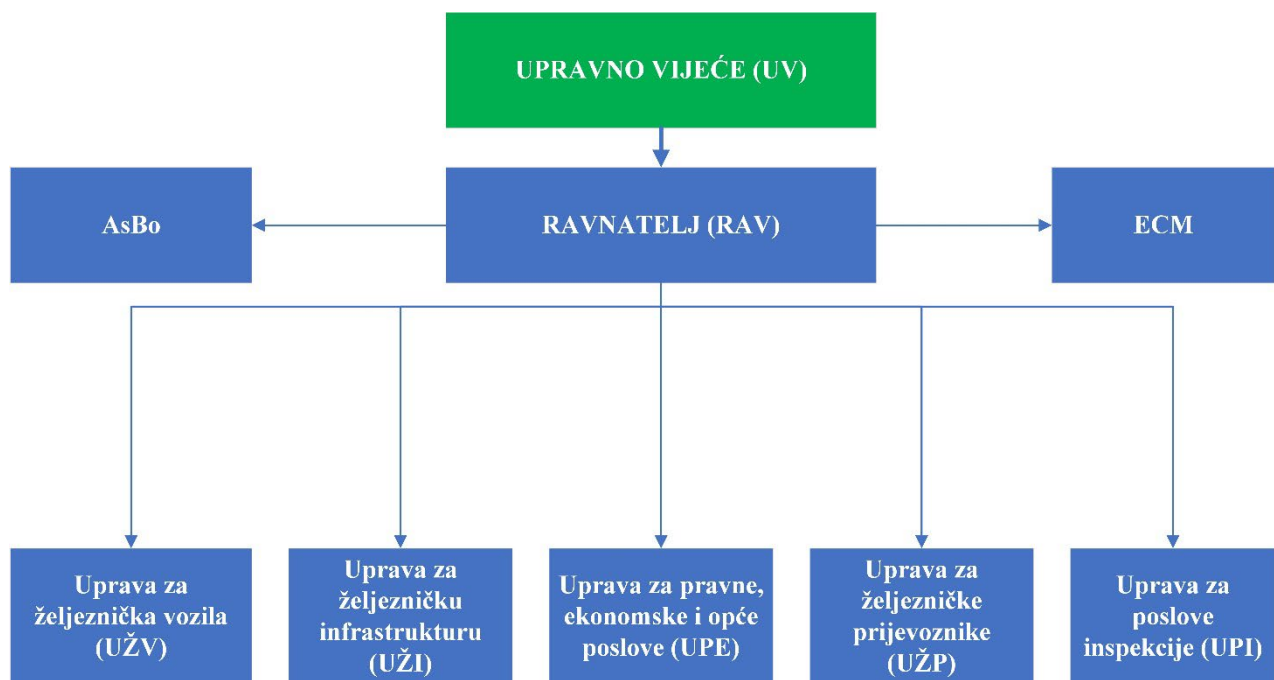 UPRAVNO VIJEĆE (UV)
AsBo
RAVNATELJ (RAV)
ECM
Uprava za
željeznička vozila
(UŽV)
Uprava za
željezničku
infrastrukturu
(UŽI)
Uprava za pravne,
ekonomske i opće
poslove (UPE)
Uprava za
željezničke
prijevoznike
(UŽP)
Uprava za
poslove
inspekcije (UPI)